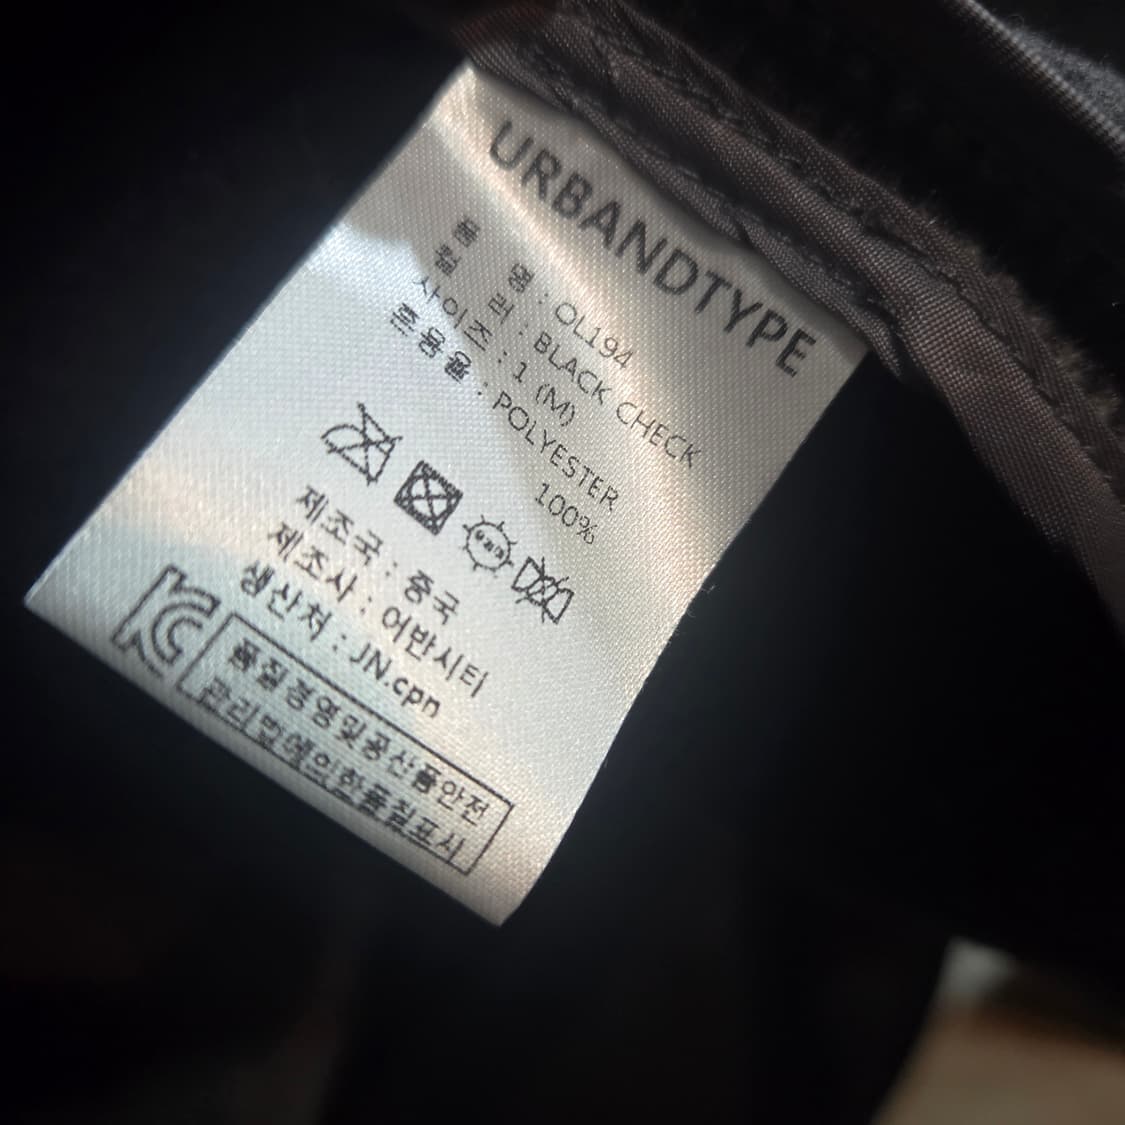 URBANDTYPE
품 명 : OL194
컬 러 : BLACK CHECK
사이즈 : 1 (M)
혼용율 : POLYESTER
100%
제조국 : 중국
제조사 : 어반시티
생산처 : JN.cpn
품질경영및공산품안전
관리법에의한품질표시